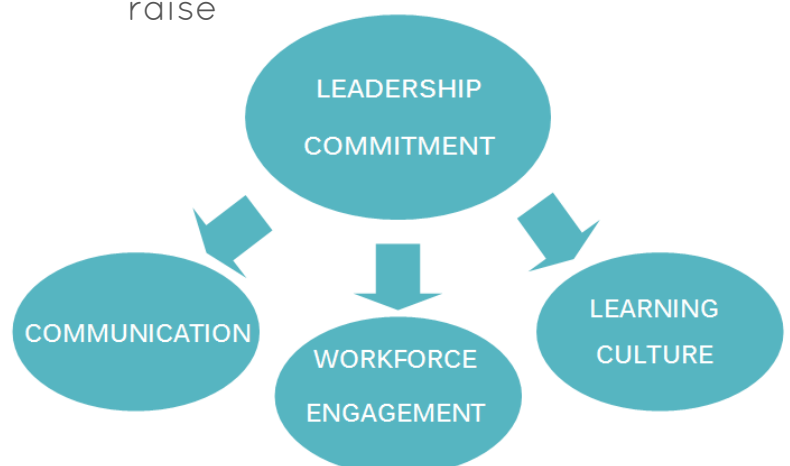 raise
LEADERSHIP
COMMITMENT
COMMUNICATION
WORKFORCE
ENGAGEMENT
LEARNING
CULTURE